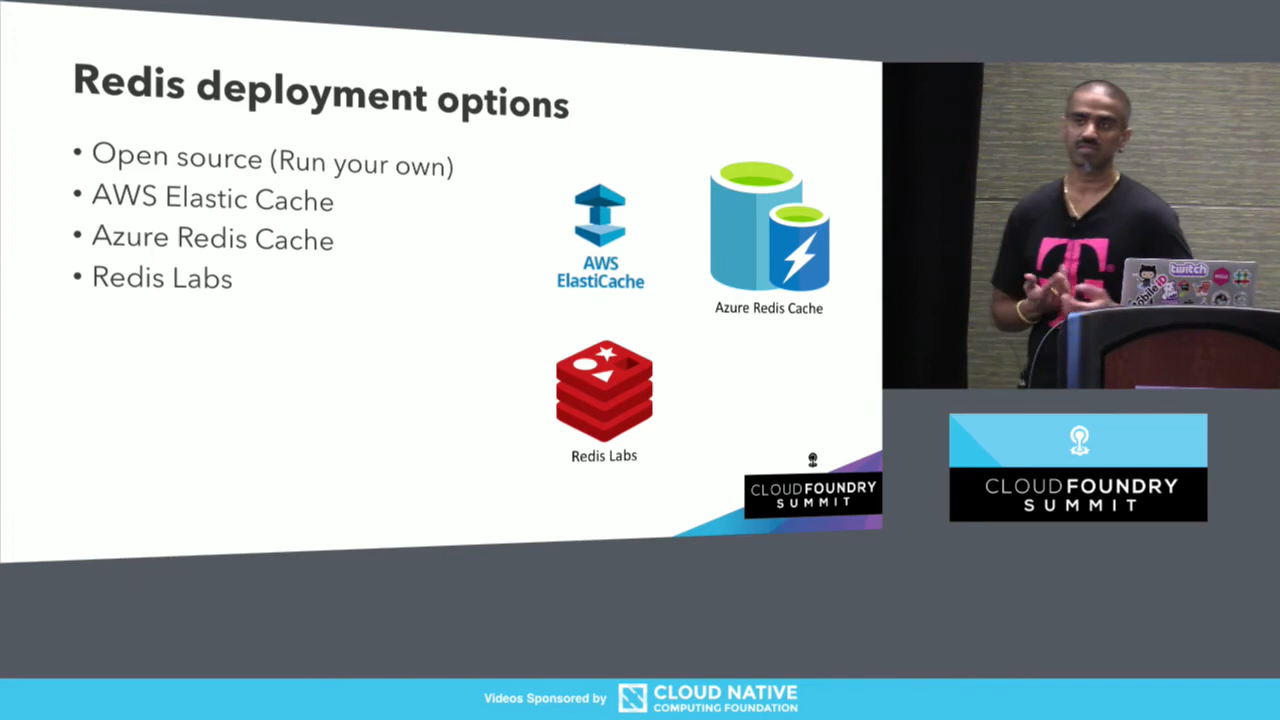 Redis deployment options
• Open source (Run your own)
• AWS Elastic Cache
• Azure Redis Cache
• Redis Labs
AWS
ElastiCache
Azure Redis Cache
Redis Labs
CLOUDFOUNDRY
SUMMIT
T
twitch
CLOUDFOUNDRY
SUMMIT
Videos Sponsored by
CLOUD NATIVE
COMPUTING FOUNDATION